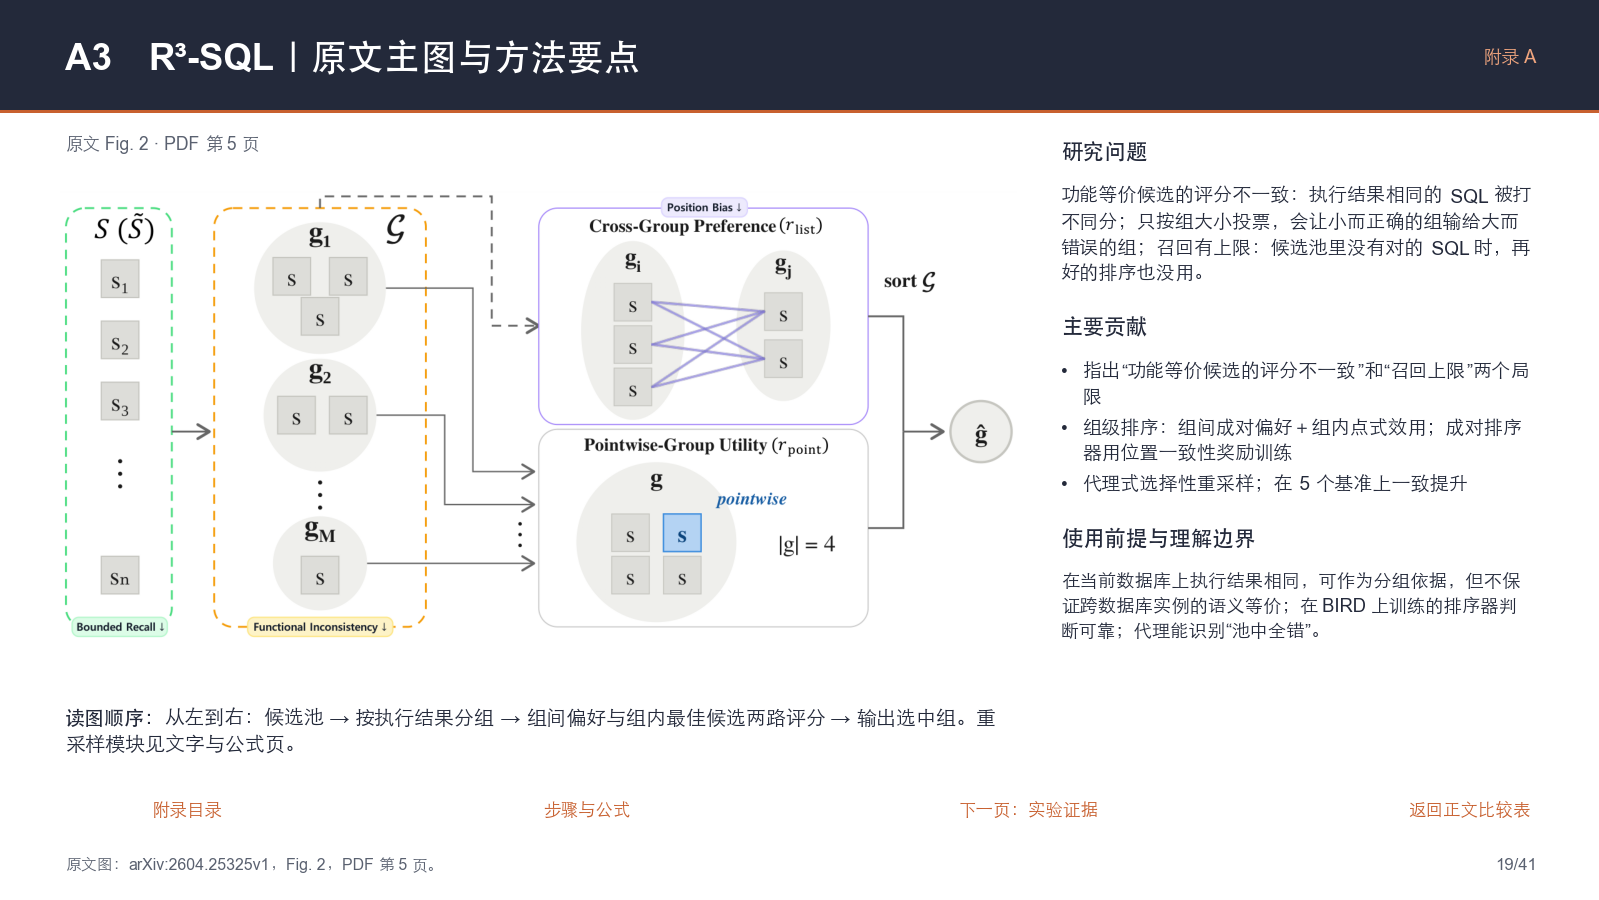 A3 R³-SQL | 原文主图与方法要点
附录 A
原文 Fig. 2 · PDF 第 5 页
S (S̃)
s₁
s₂
s₃
⋮
sn
Bounded Recall ↓
𝒢
g₁
s s
s
g₂
s s
⋮
g_M
s
Functional Inconsistency ↓
Position Bias ↓
Cross-Group Preference (r_list)
g_i
s
s
s
g_j
s
s
Pointwise-Group Utility (r_point)
g
pointwise
s s
s s
|g| = 4
⋮
sort 𝒢
ĝ
研究问题
功能等价候选的评分不一致：执行结果相同的 SQL 被打
不同分；只按组大小投票，会让小而正确的组输给大而
错误的组；召回有上限：候选池里没有对的 SQL 时，再
好的排序也没用。
主要贡献
• 指出“功能等价候选的评分不一致”和“召回上限”两个局
限
• 组级排序：组间成对偏好＋组内点式效用；成对排序
器用位置一致性奖励训练
• 代理式选择性重采样；在 5 个基准上一致提升
使用前提与理解边界
在当前数据库上执行结果相同，可作为分组依据，但不保
证跨数据库实例的语义等价；在 BIRD 上训练的排序器判
断可靠；代理能识别“池中全错”。
读图顺序：从左到右：候选池 → 按执行结果分组 → 组间偏好与组内最佳候选两路评分 → 输出选中组。重
采样模块见文字与公式页。
附录目录
步骤与公式
下一页：实验证据
返回正文比较表
原文图：arXiv:2604.25325v1，Fig. 2，PDF 第 5 页。
19/41